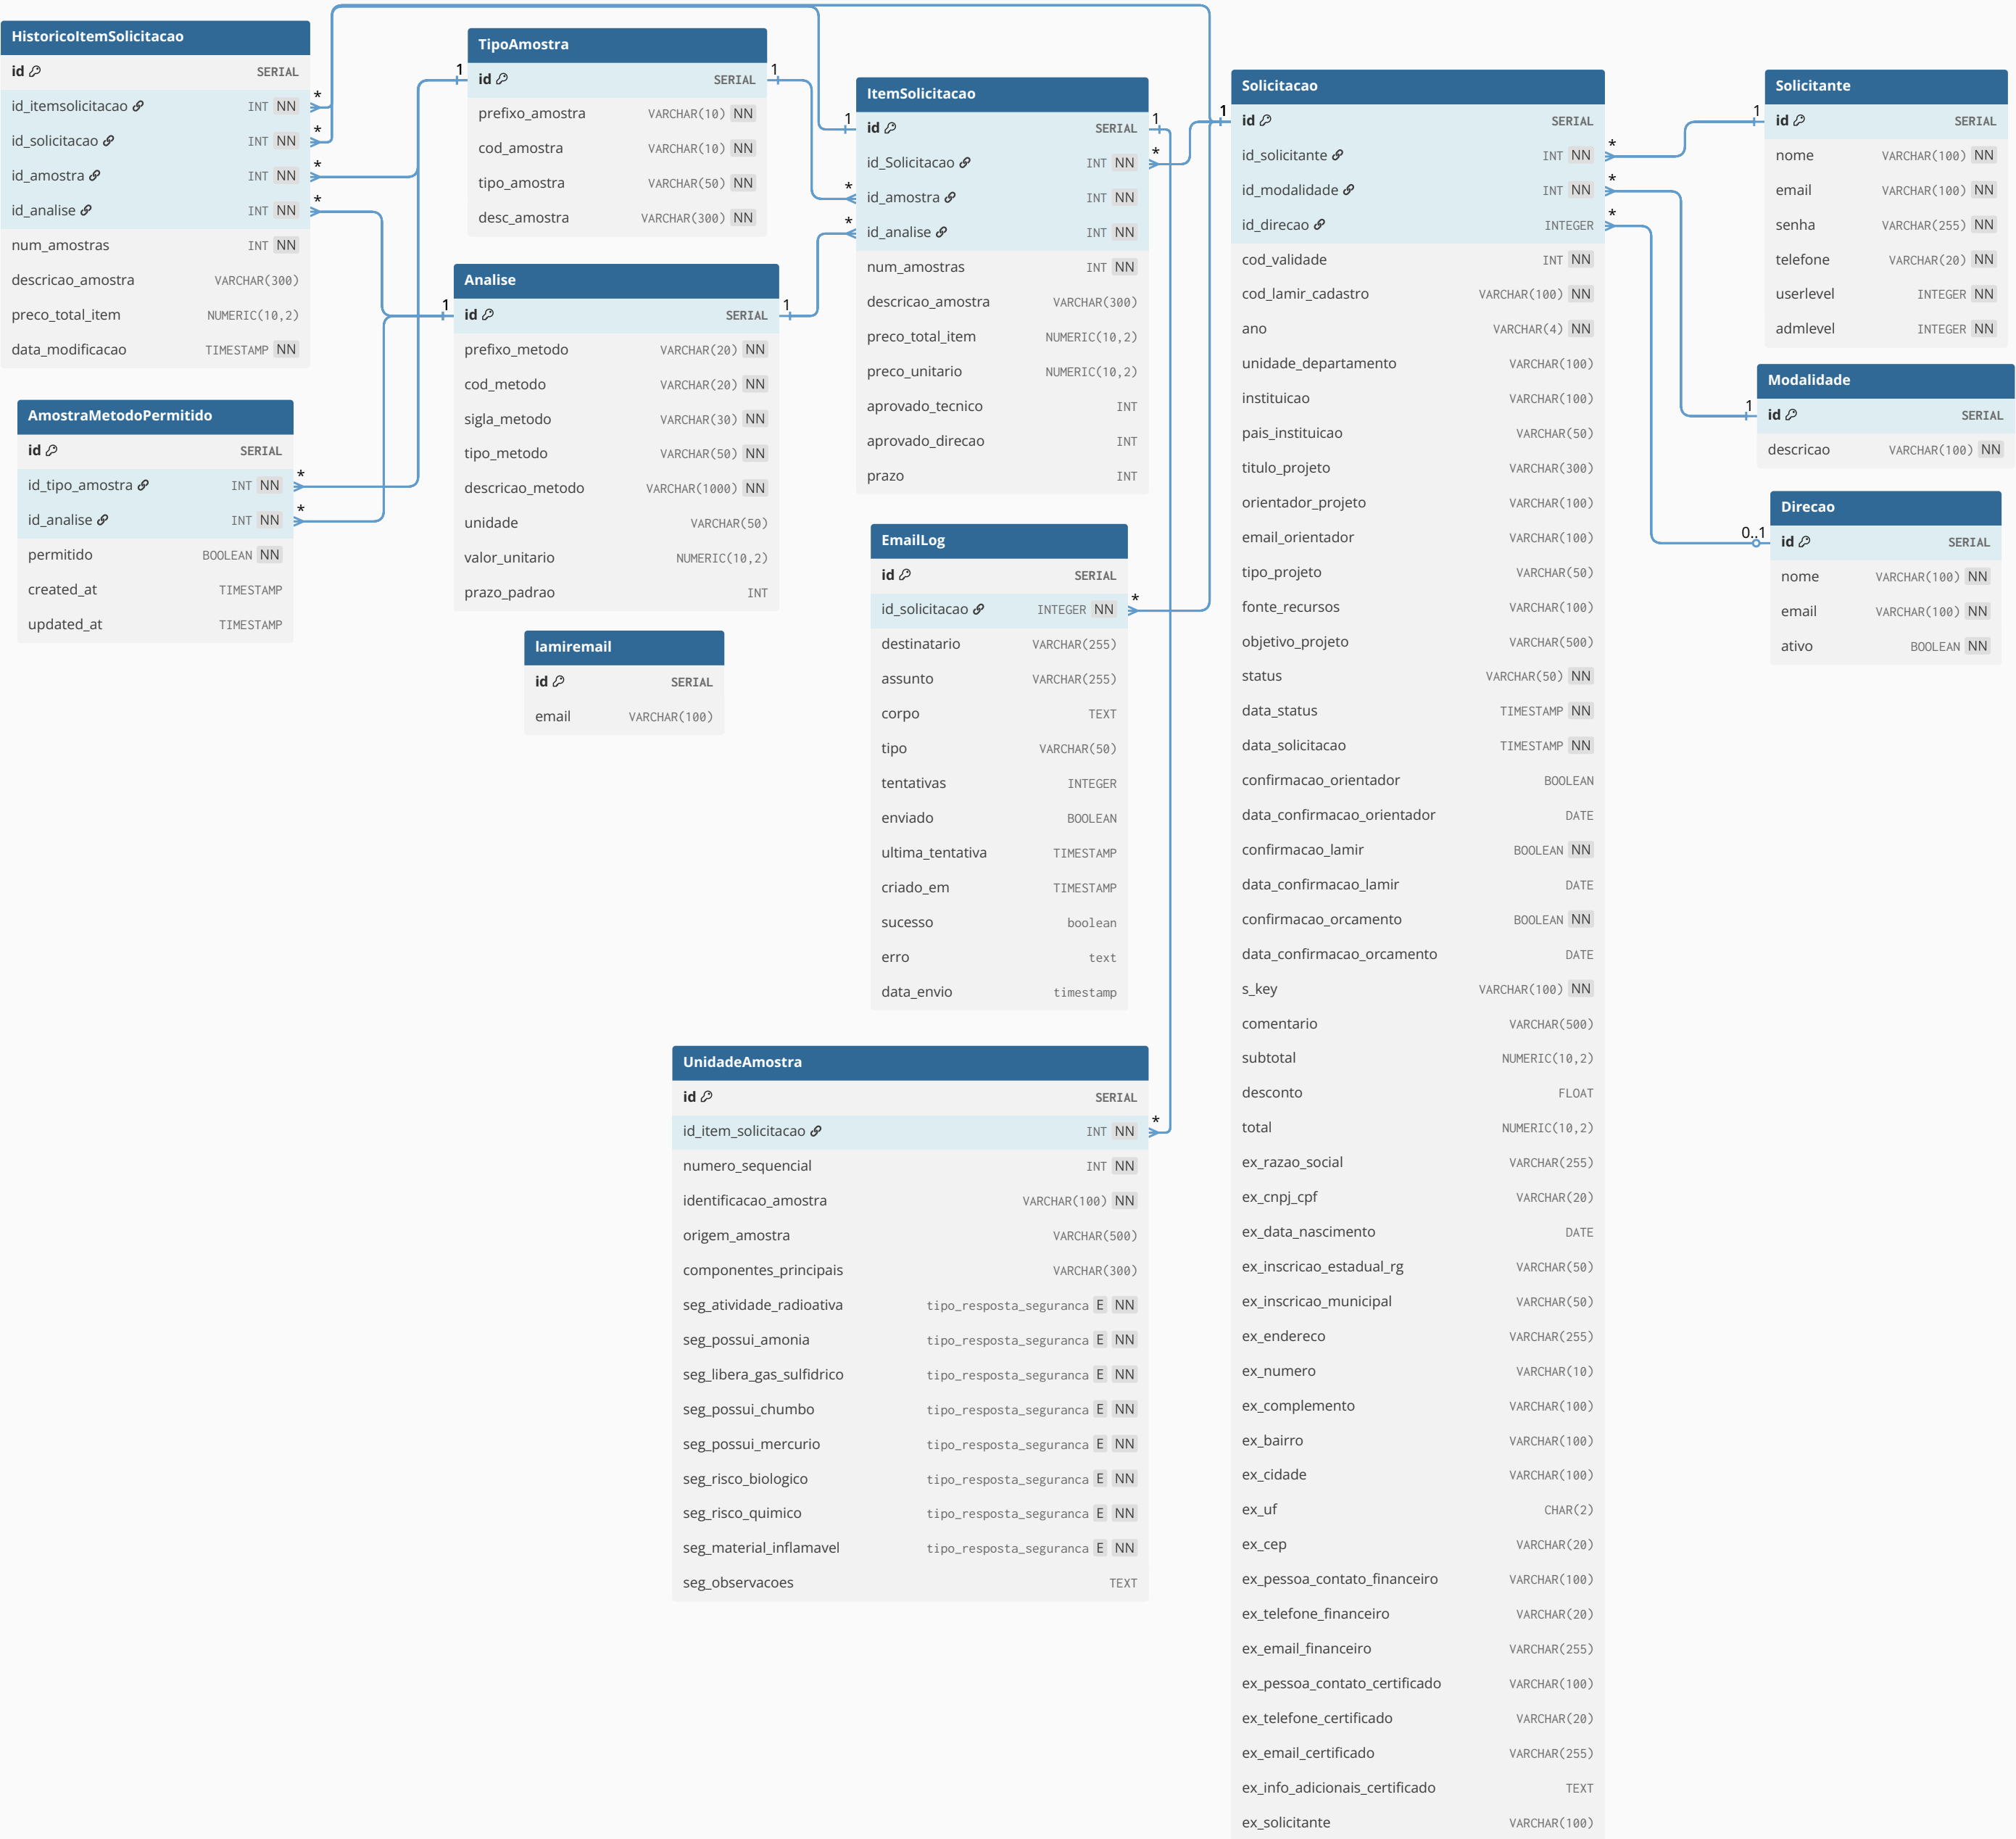 HistoricoItemSolicitacao
id SERIAL
id_itemsolicitacao INT NN
*
id_solicitacao INT NN
*
id_amostra INT NN
*
id_analise INT NN
*
num_amostras INT NN
descricao_amostra VARCHAR(300)
preco_total_item NUMERIC(10,2)
data_modificacao TIMESTAMP NN
AmostraMetodoPermitido
id SERIAL
id_tipo_amostra INT NN
*
id_analise INT NN
*
permitido BOOLEAN NN
created_at TIMESTAMP
updated_at TIMESTAMP
TipoAmostra
1
id SERIAL
1
prefixo_amostra VARCHAR(10) NN
cod_amostra VARCHAR(10) NN
tipo_amostra VARCHAR(50) NN
desc_amostra VARCHAR(300) NN
Analise
1
id SERIAL
1
prefixo_metodo VARCHAR(20) NN
cod_metodo VARCHAR(20) NN
sigla_metodo VARCHAR(30) NN
tipo_metodo VARCHAR(50) NN
descricao_metodo VARCHAR(1000) NN
unidade VARCHAR(50)
valor_unitario NUMERIC(10,2)
prazo_padrao INT
lamiremail
id SERIAL
email VARCHAR(100)
ItemSolicitacao
1
id SERIAL
1
id_Solicitacao INT NN
*
*
id_amostra INT NN
*
id_analise INT NN
num_amostras INT NN
descricao_amostra VARCHAR(300)
preco_total_item NUMERIC(10,2)
preco_unitario NUMERIC(10,2)
aprovado_tecnico INT
aprovado_direcao INT
prazo INT
EmailLog
id SERIAL
id_solicitacao INTEGER NN
*
destinatario VARCHAR(255)
assunto VARCHAR(255)
corpo TEXT
tipo VARCHAR(50)
tentativas INTEGER
enviado BOOLEAN
ultima_tentativa TIMESTAMP
criado_em TIMESTAMP
sucesso boolean
erro text
data_envio timestamp
UnidadeAmostra
id SERIAL
id_item_solicitacao INT NN
*
numero_sequencial INT NN
identificacao_amostra VARCHAR(100) NN
origem_amostra VARCHAR(500)
componentes_principais VARCHAR(300)
seg_atividade_radioativa tipo_resposta_seguranca E NN
seg_possui_amonia tipo_resposta_seguranca E NN
seg_libera_gas_sulfidrico tipo_resposta_seguranca E NN
seg_possui_chumbo tipo_resposta_seguranca E NN
seg_possui_mercurio tipo_resposta_seguranca E NN
seg_risco_biologico tipo_resposta_seguranca E NN
seg_risco_quimico tipo_resposta_seguranca E NN
seg_material_inflamavel tipo_resposta_seguranca E NN
seg_observacoes TEXT
Solicitacao
1
id SERIAL
id_solicitante INT NN
*
id_modalidade INT NN
*
id_direcao INTEGER
*
cod_validade INT NN
cod_lamir_cadastro VARCHAR(100) NN
ano VARCHAR(4) NN
unidade_departamento VARCHAR(100)
instituicao VARCHAR(100)
pais_instituicao VARCHAR(50)
titulo_projeto VARCHAR(300)
orientador_projeto VARCHAR(100)
email_orientador VARCHAR(100)
tipo_projeto VARCHAR(50)
fonte_recursos VARCHAR(100)
objetivo_projeto VARCHAR(500)
status VARCHAR(50) NN
data_status TIMESTAMP NN
data_solicitacao TIMESTAMP NN
confirmacao_orientador BOOLEAN
data_confirmacao_orientador DATE
confirmacao_lamir BOOLEAN NN
data_confirmacao_lamir DATE
confirmacao_orcamento BOOLEAN NN
data_confirmacao_orcamento DATE
s_key VARCHAR(100) NN
comentario VARCHAR(500)
subtotal NUMERIC(10,2)
desconto FLOAT
total NUMERIC(10,2)
ex_razao_social VARCHAR(255)
ex_cnpj_cpf VARCHAR(20)
ex_data_nascimento DATE
ex_inscricao_estadual_rg VARCHAR(50)
ex_inscricao_municipal VARCHAR(50)
ex_endereco VARCHAR(255)
ex_numero VARCHAR(10)
ex_complemento VARCHAR(100)
ex_bairro VARCHAR(100)
ex_cidade VARCHAR(100)
ex_uf CHAR(2)
ex_cep VARCHAR(20)
ex_pessoa_contato_financeiro VARCHAR(100)
ex_telefone_financeiro VARCHAR(20)
ex_email_financeiro VARCHAR(255)
ex_pessoa_contato_certificado VARCHAR(100)
ex_telefone_certificado VARCHAR(20)
ex_email_certificado VARCHAR(255)
ex_info_adicionais_certificado TEXT
ex_solicitante VARCHAR(100)
Solicitante
1
id SERIAL
nome VARCHAR(100) NN
email VARCHAR(100) NN
senha VARCHAR(255) NN
telefone VARCHAR(20) NN
userlevel INTEGER NN
admlevel INTEGER NN
Modalidade
1
id SERIAL
descricao VARCHAR(100) NN
Direcao
0..1
id SERIAL
nome VARCHAR(100) NN
email VARCHAR(100) NN
ativo BOOLEAN NN